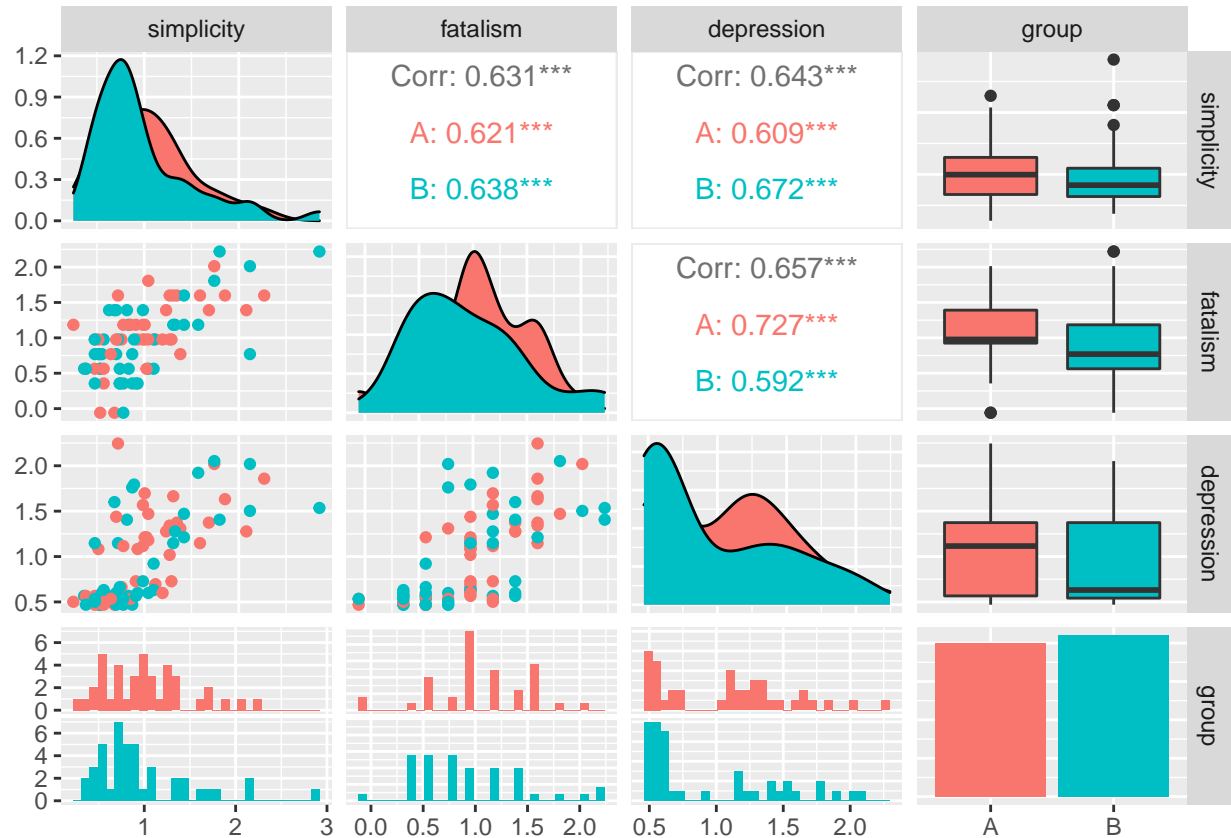 simplicity fatalism depression group
1.2
0.9
0.6
0.3
0.0
Corr: 0.631***
A: 0.621***
B: 0.638***
Corr: 0.643***
A: 0.609***
B: 0.672***
simplicity
2.0
1.5
1.0
0.5
0.0
Corr: 0.657***
A: 0.727***
B: 0.592***
fatalism
2.0
1.5
1.0
0.5
depression
6
4
2
0
6
4
2
0
group
1 2 3
0.0 0.5 1.0 1.5 2.0
0.5 1.0 1.5 2.0
A B